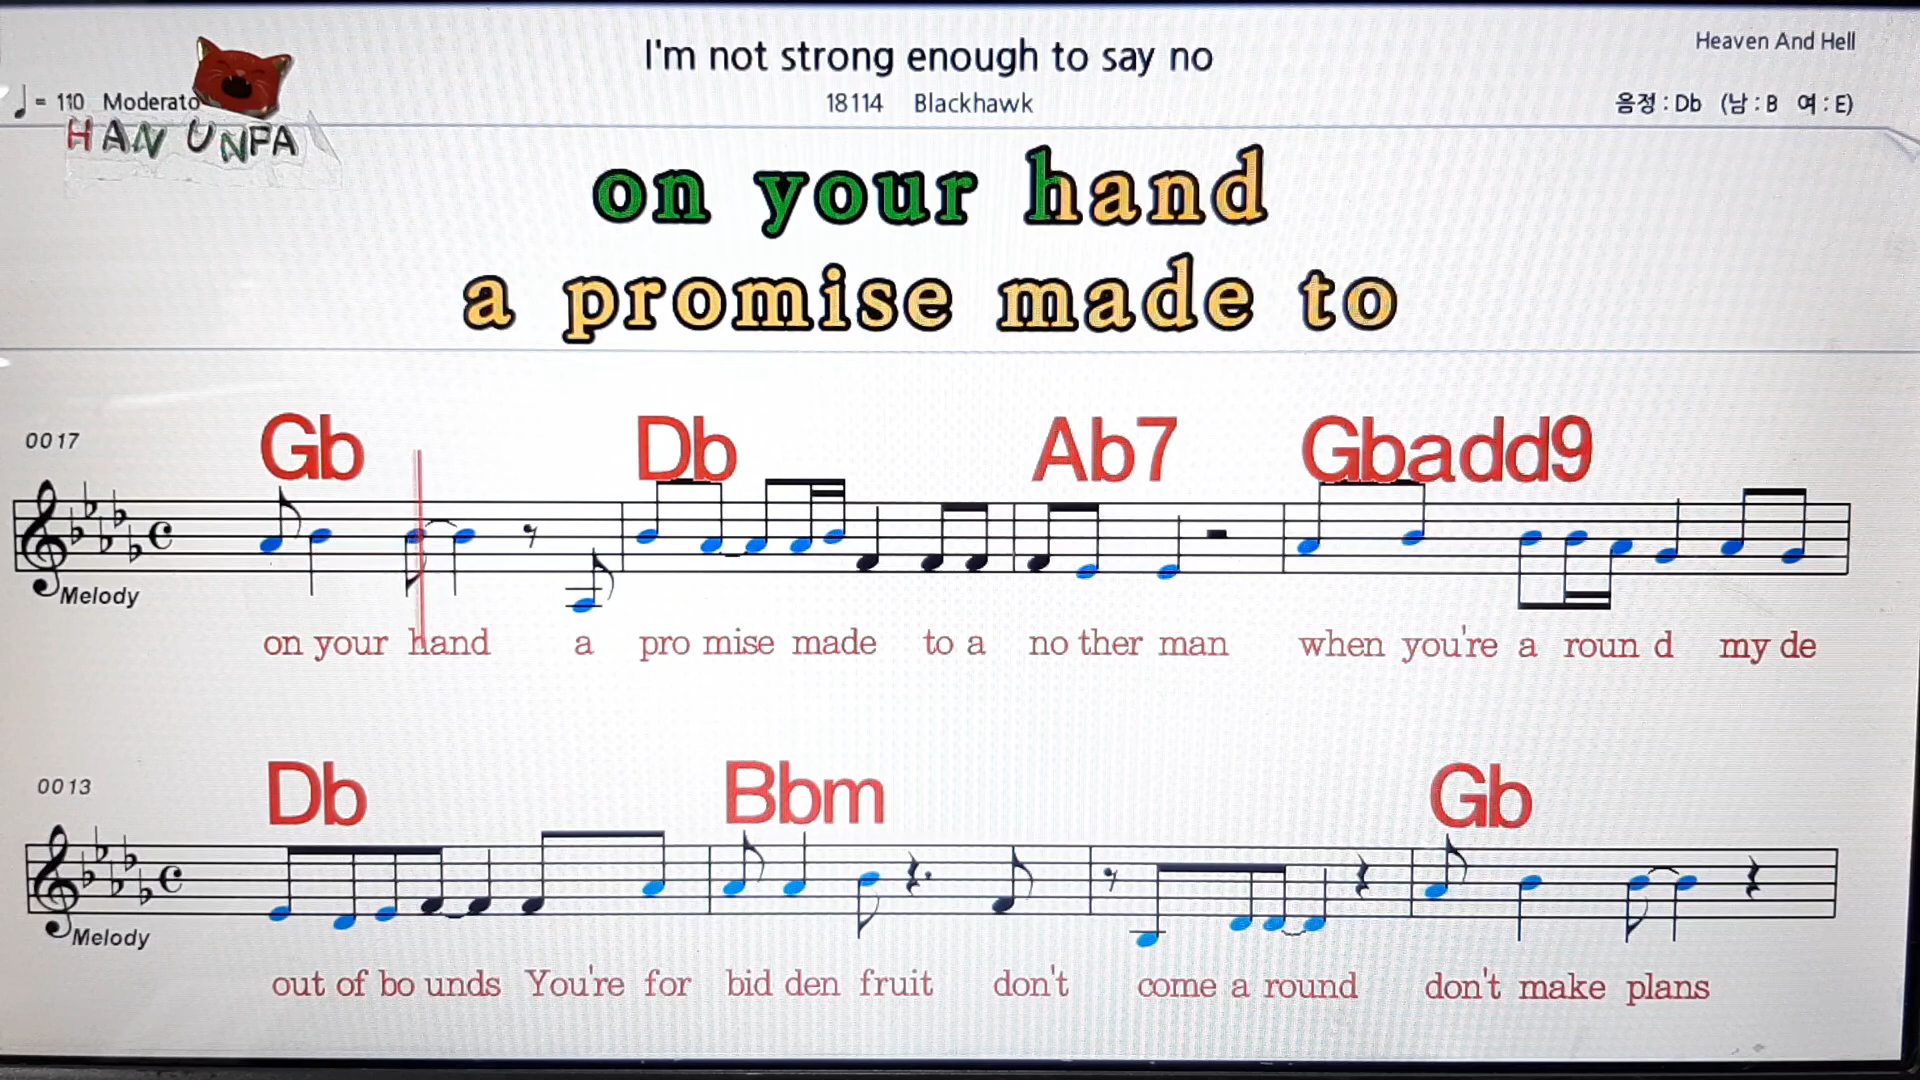 I'm not strong enough to say no
Heaven And Hell
♩ = 110 Moderato
18114 Blackhawk
음정 : Db (남 : B 여 : E)
HAN UNPA
on your hand
a promise made to
0017
Gb Db Ab7 Gbadd9
Melody
on your hand a pro mise made to a no ther man when you're a roun d my de
0013
Db Bbm Gb
Melody
out of bo unds You're for bid den fruit don't come a round don't make plans